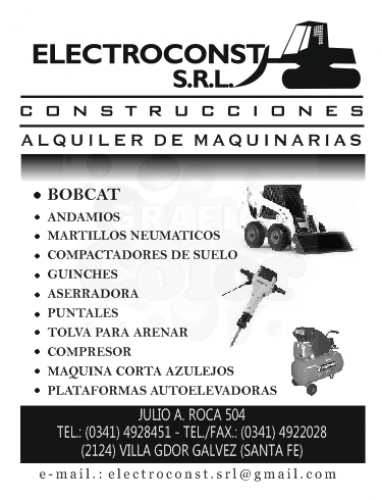 ELECTROCONST
S.R.L.
CONSTRUCCIONES
ALQUILER DE MAQUINARIAS
• BOBCAT
• ANDAMIOS
• MARTILLOS NEUMATICOS
• COMPACTADORES DE SUELO
• GUINCHES
• ASERRADORA
• PUNTALES
• TOLVA PARA ARENAR
• COMPRESOR
• MAQUINA CORTA AZULEJOS
• PLATAFORMAS AUTOELEVADORAS
JULIO A. ROCA 504
TEL.: (0341) 4928451 - TEL./FAX.: (0341) 4922028
(2124) VILLA GDOR GALVEZ (SANTA FE)
e-mail.: electroconst.srl@gmail.com